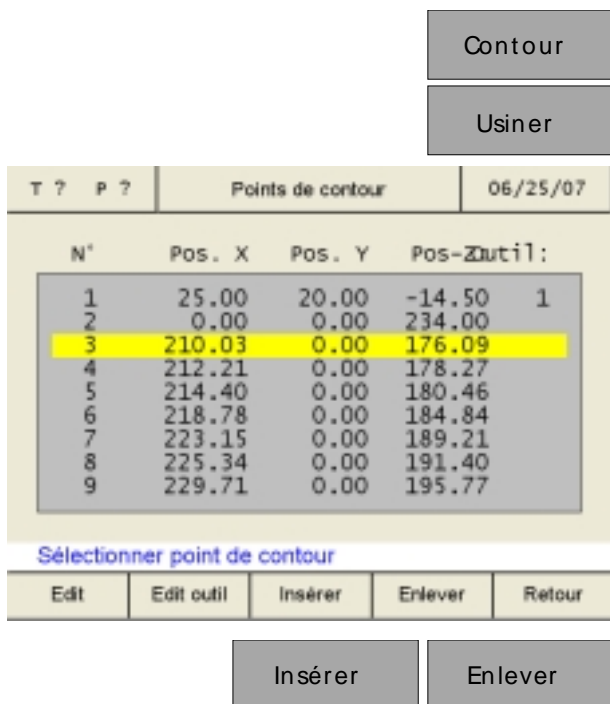 Contour
Usiner
T ? P ? Points de contour 06/25/07
N° Pos. X Pos. Y Pos-Z Outil:
1 25.00 20.00 -14.50 1
2 0.00 0.00 234.00
3 210.03 0.00 176.09
4 212.21 0.00 178.27
5 214.40 0.00 180.46
6 218.78 0.00 184.84
7 223.15 0.00 189.21
8 225.34 0.00 191.40
9 229.71 0.00 195.77
Sélectionner point de contour
Edit Edit outil Insérer Enlever Retour
Insérer Enlever